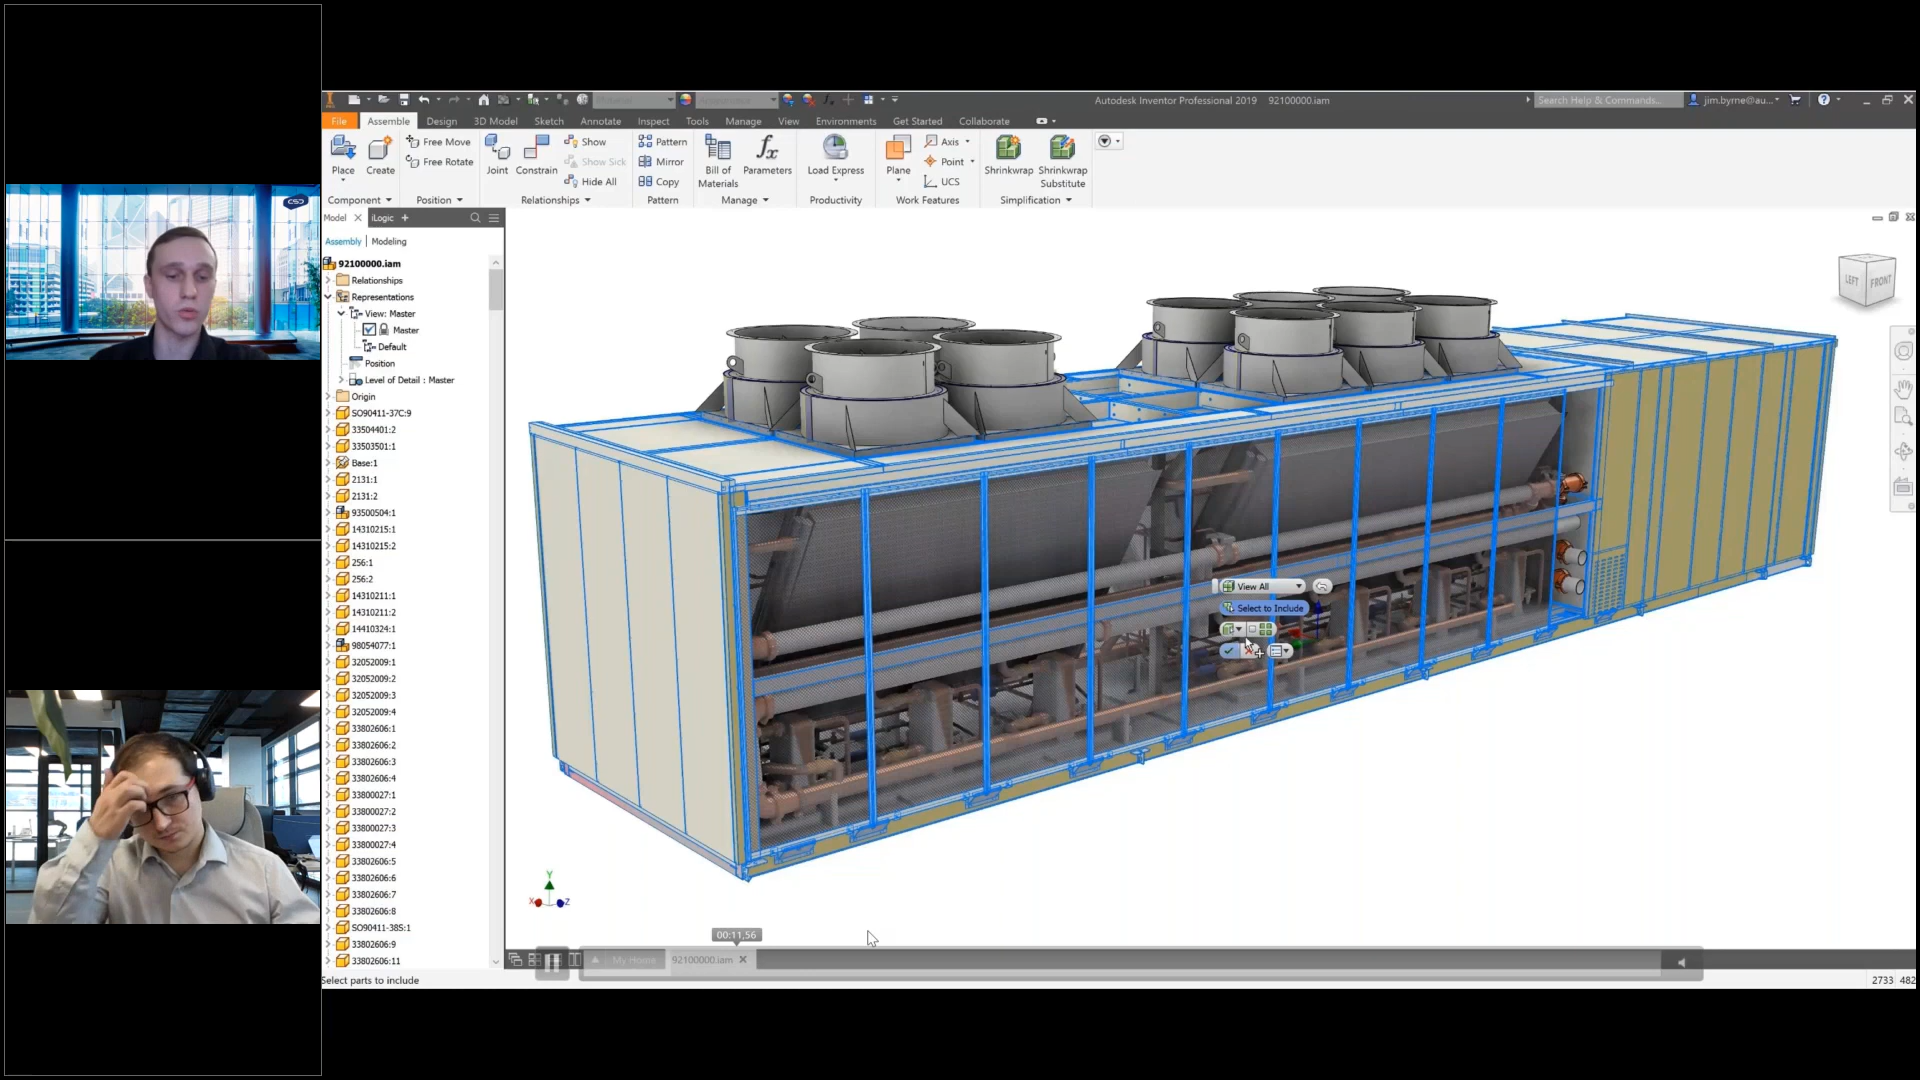 CSD
Autodesk Inventor Professional 2019 92100000.iam
Search Help & Commands...
jim.byrne@au...
File Assemble Design 3D Model Sketch Annotate Inspect Tools Manage View Environments Get Started Collaborate
Place
Create
Component
Free Move
Free Rotate
Position
Joint
Constrain
Show
Show Sick
Hide All
Relationships
Pattern
Mirror
Copy
Pattern
Bill of
Materials
Parameters
Manage
Load Express
Productivity
Plane
Axis
Point
UCS
Work Features
Shrinkwrap
Shrinkwrap
Substitute
Simplification
Model iLogic +
Assembly | Modeling
92100000.iam
Relationships
Representations
View: Master
Master
Default
Position
Level of Detail : Master
Origin
SO90411-37C:9
33504401:2
33503501:1
Base:1
2131:1
2131:2
93500504:1
14310215:1
14310215:2
256:1
256:2
14310211:1
14310211:2
14410324:1
98054077:1
32052009:1
32052009:2
32052009:3
32052009:4
33802606:1
33802606:2
33802606:3
33802606:4
33800027:1
33800027:2
33800027:3
33800027:4
33802606:5
33802606:6
33802606:7
33802606:8
SO90411-38S:1
33802606:9
33802606:11
LEFT FRONT
View All
Select to Include
Y
X
Z
00:11,56
My Home 92100000.iam
Select parts to include
2733 482